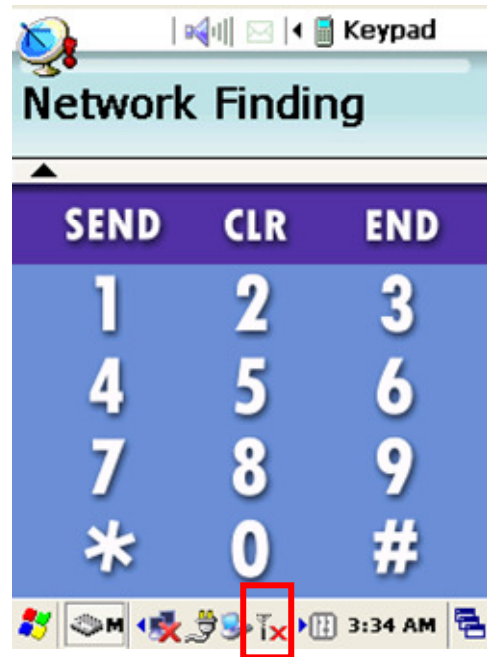 Keypad
Network Finding
SEND CLR END
1 2 3
4 5 6
7 8 9
* 0 #
M 3:34 AM